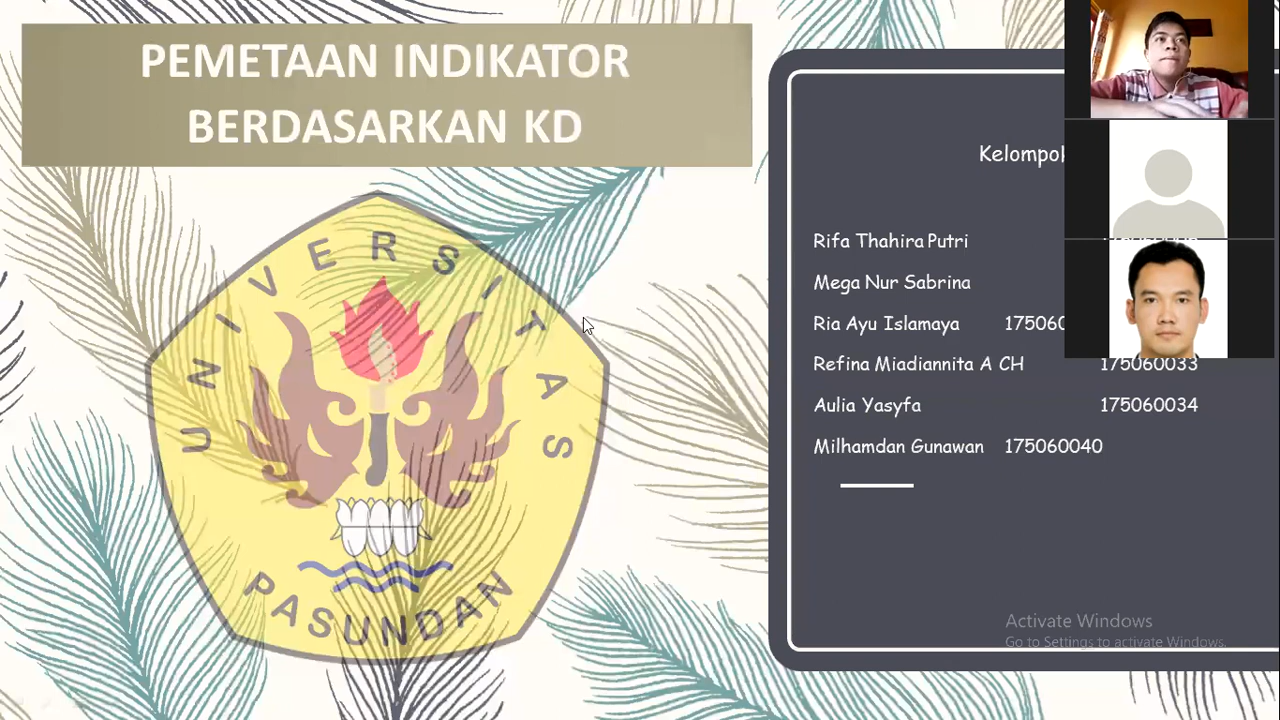 PEMETAAN INDIKATOR
BERDASARKAN KD
UNIVERSITAS
PASUNDAN
Kelompok
Rifa Thahira Putri
Mega Nur Sabrina
Ria Ayu Islamaya 17506
Refina Miadiannita A CH 175060033
Aulia Yasyfa 175060034
Milhamdan Gunawan 175060040
Activate Windows
Go to Settings to activate Windows.